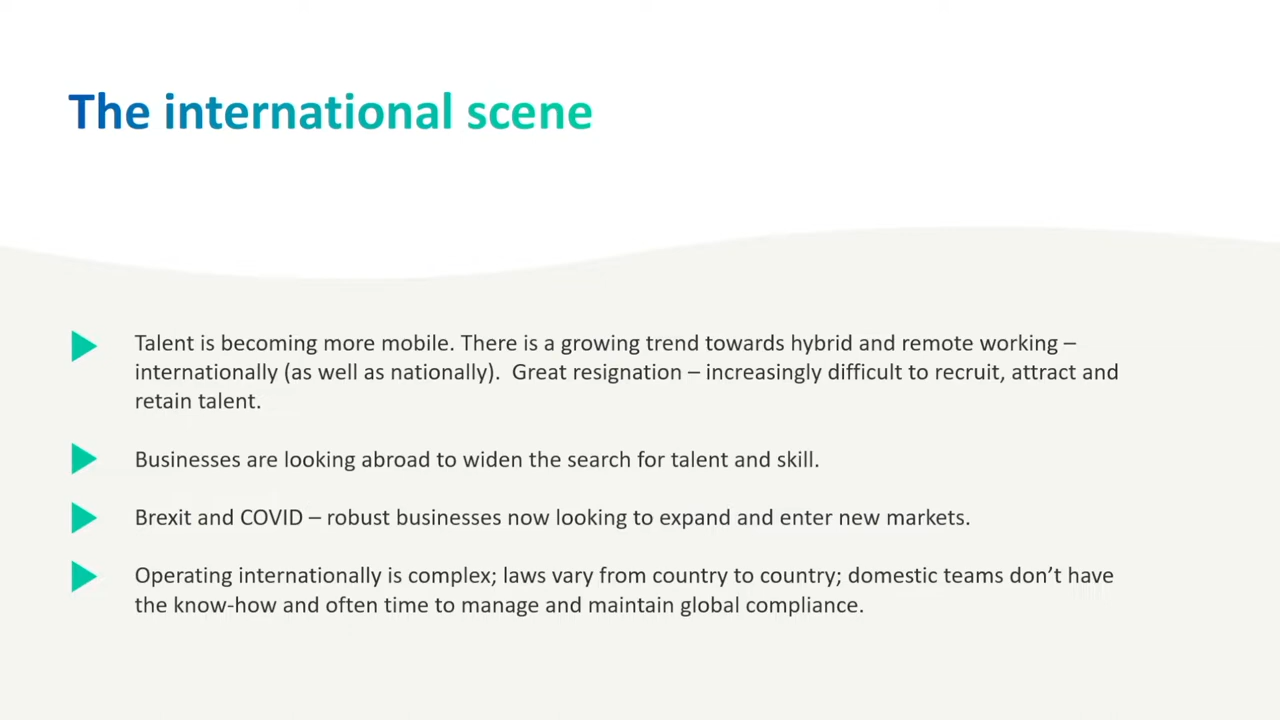 The international scene
Talent is becoming more mobile. There is a growing trend towards hybrid and remote working –
internationally (as well as nationally).  Great resignation – increasingly difficult to recruit, attract and
retain talent.
Businesses are looking abroad to widen the search for talent and skill.
Brexit and COVID – robust businesses now looking to expand and enter new markets.
Operating internationally is complex; laws vary from country to country; domestic teams don’t have
the know-how and often time to manage and maintain global compliance.